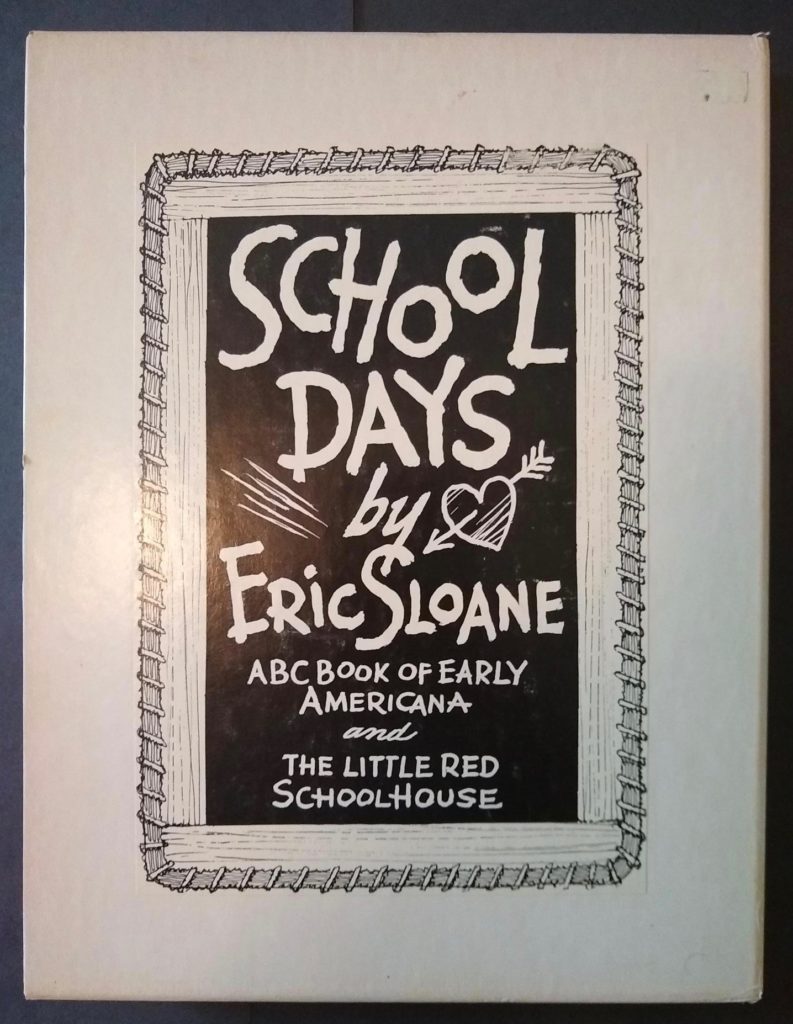 SCHOOL
DAYS
by
ERIC SLOANE
ABC BOOK OF EARLY
AMERICANA
and
THE LITTLE RED
SCHOOLHOUSE